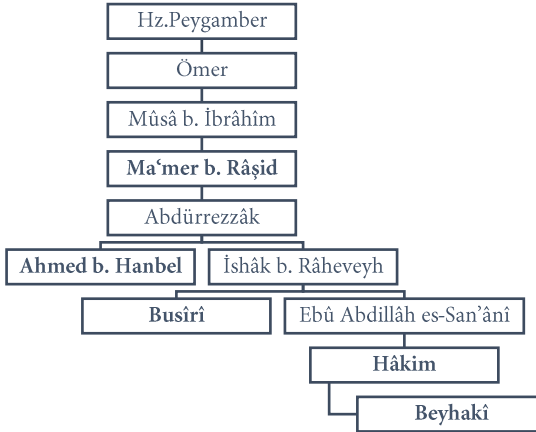 Hz.Peygamber
Ömer
Mûsâ b. İbrâhîm
Ma‘mer b. Râşid
Abdürrezzâk
Ahmed b. Hanbel
İshâk b. Râheveyh
Busîrî
Ebû Abdillâh es-San’ânî
Hâkim
Beyhakî